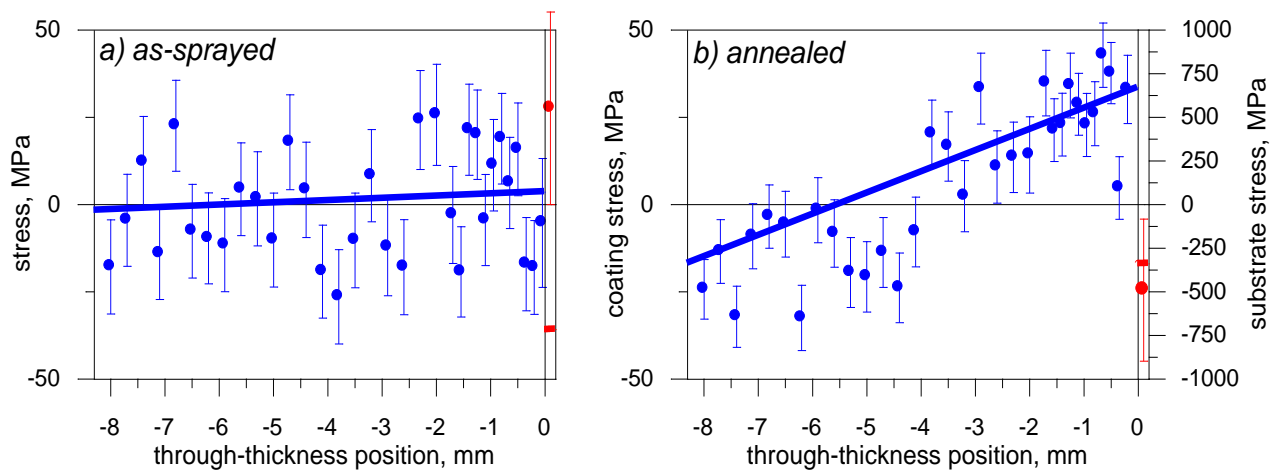 a) as-sprayed
50
0
-50
stress, MPa
-8 -7 -6 -5 -4 -3 -2 -1 0
through-thickness position, mm
b) annealed
50
0
-50
coating stress, MPa
1000
750
500
250
0
-250
-500
-750
-1000
substrate stress, MPa
-8 -7 -6 -5 -4 -3 -2 -1 0
through-thickness position, mm